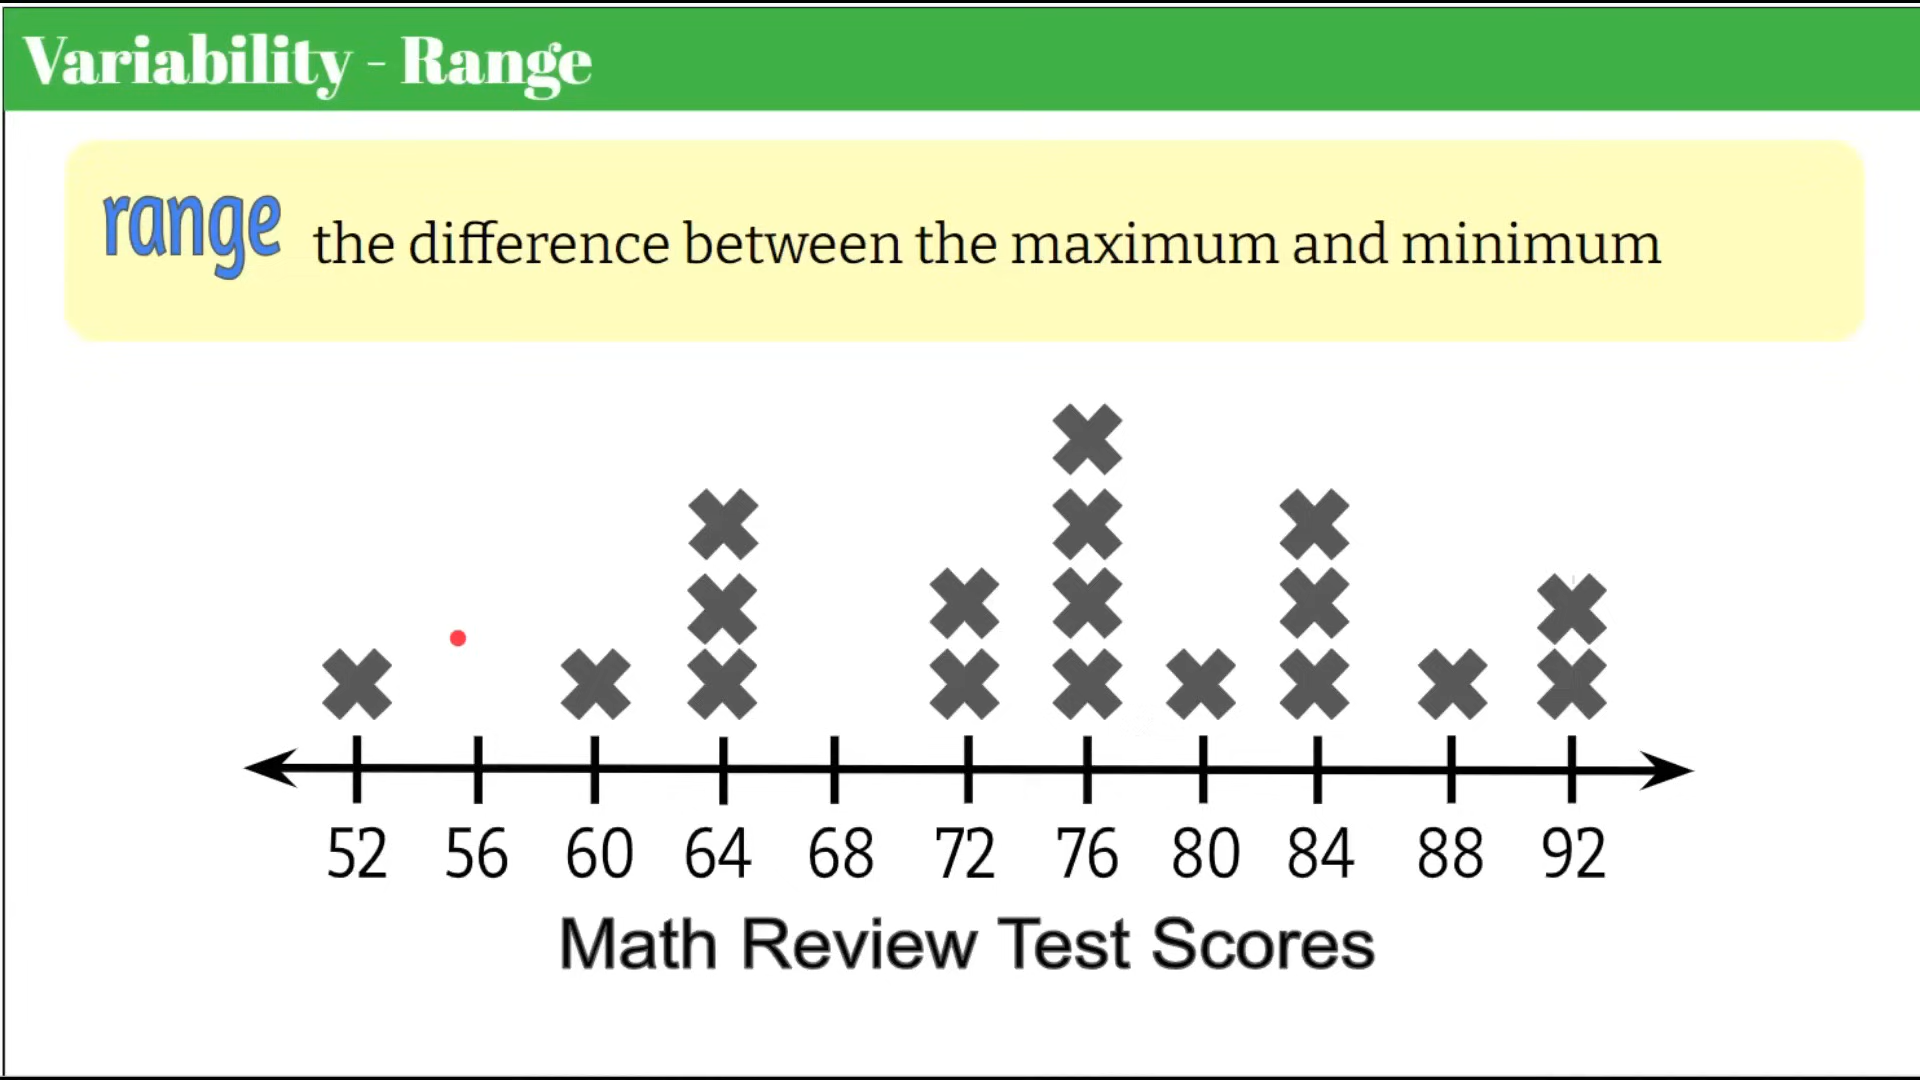 Variability - Range
range the difference between the maximum and minimum
52 56 60 64 68 72 76 80 84 88 92
Math Review Test Scores